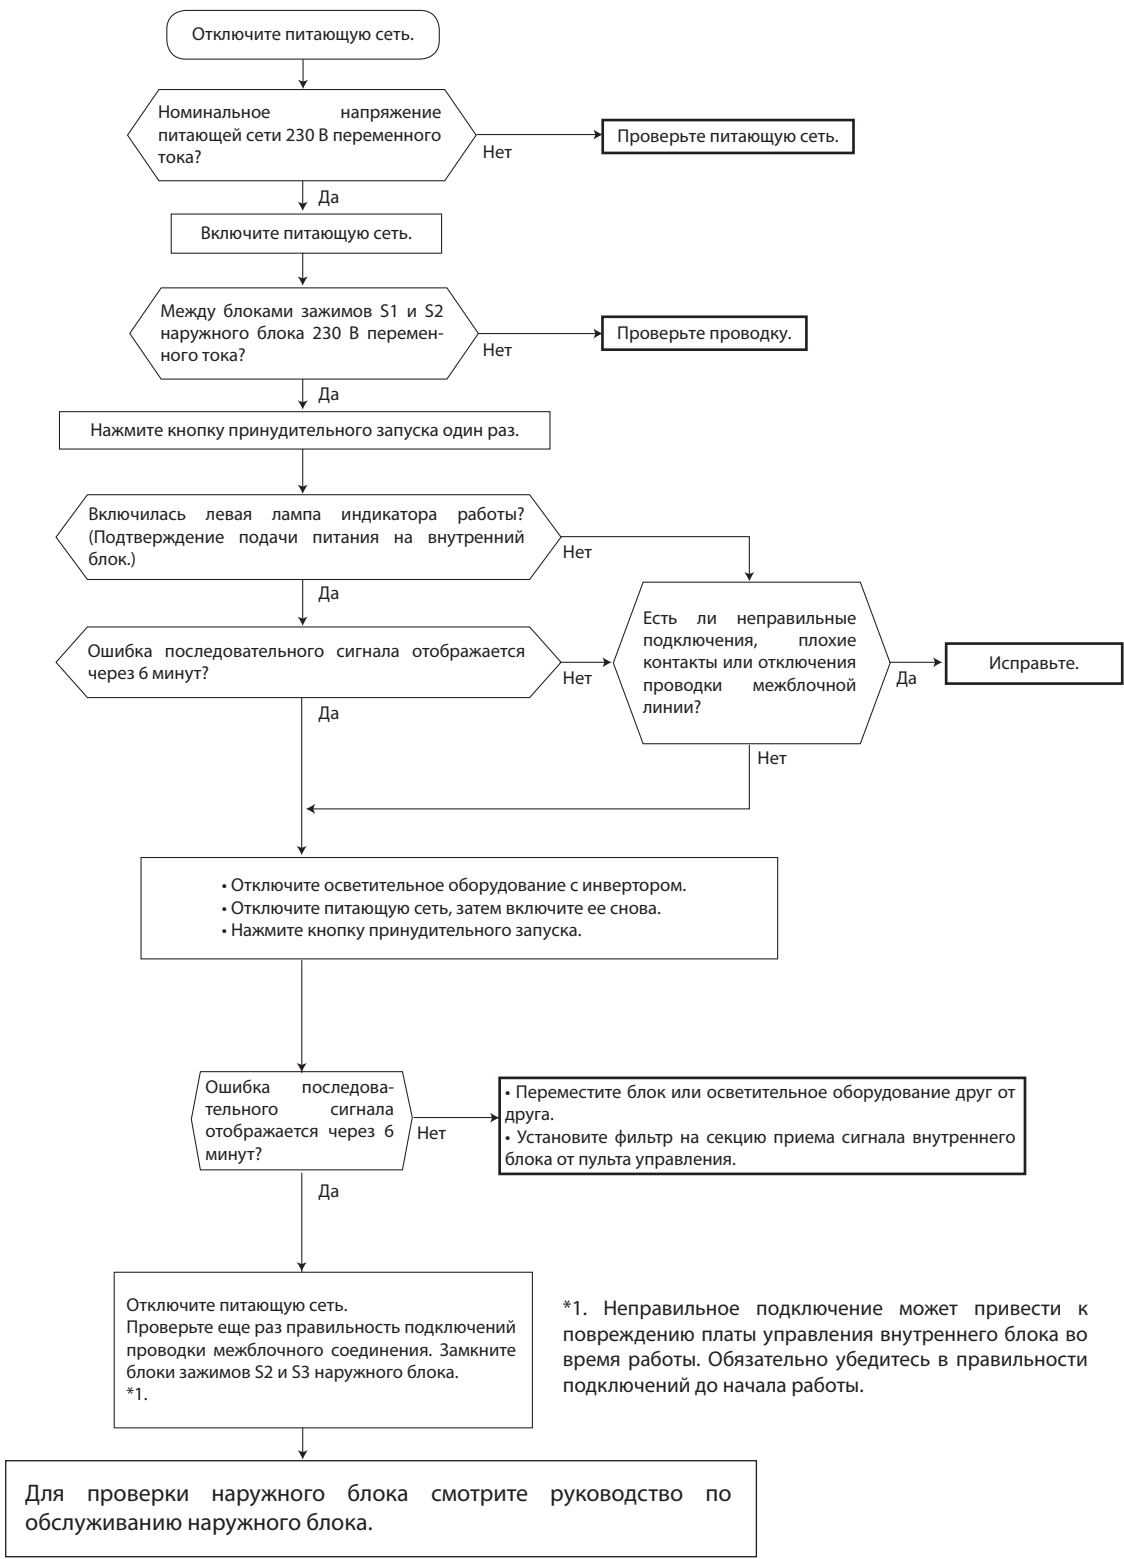 Отключите питающую сеть.
Номинальное напряжение
питающей сети 230 В переменного
тока?
Нет
Проверьте питающую сеть.
Да
Включите питающую сеть.
Между блоками зажимов S1 и S2
наружного блока 230 В перемен-
ного тока?
Нет
Проверьте проводку.
Да
Нажмите кнопку принудительного запуска один раз.
Включилась левая лампа индикатора работы?
(Подтверждение подачи питания на внутренний
блок.)
Нет
Да
Ошибка последовательного сигнала отображается
через 6 минут?
Нет
Есть ли неправильные
подключения, плохие
контакты или отключения
проводки межблочной
линии?
Да
Исправьте.
Да
Нет
• Отключите осветительное оборудование с инвертором.
• Отключите питающую сеть, затем включите ее снова.
• Нажмите кнопку принудительного запуска.
Ошибка последова-
тельного сигнала
отображается через 6
минут?
Нет
• Переместите блок или осветительное оборудование друг от
друга.
• Установите фильтр на секцию приема сигнала внутреннего
блока от пульта управления.
Да
Отключите питающую сеть.
Проверьте еще раз правильность подключений
проводки межблочного соединения. Замкните
блоки зажимов S2 и S3 наружного блока.
*1.
*1. Неправильное подключение может привести к
повреждению платы управления внутреннего блока во
время работы. Обязательно убедитесь в правильности
подключений до начала работы.
Для проверки наружного блока смотрите руководство по
обслуживанию наружного блока.